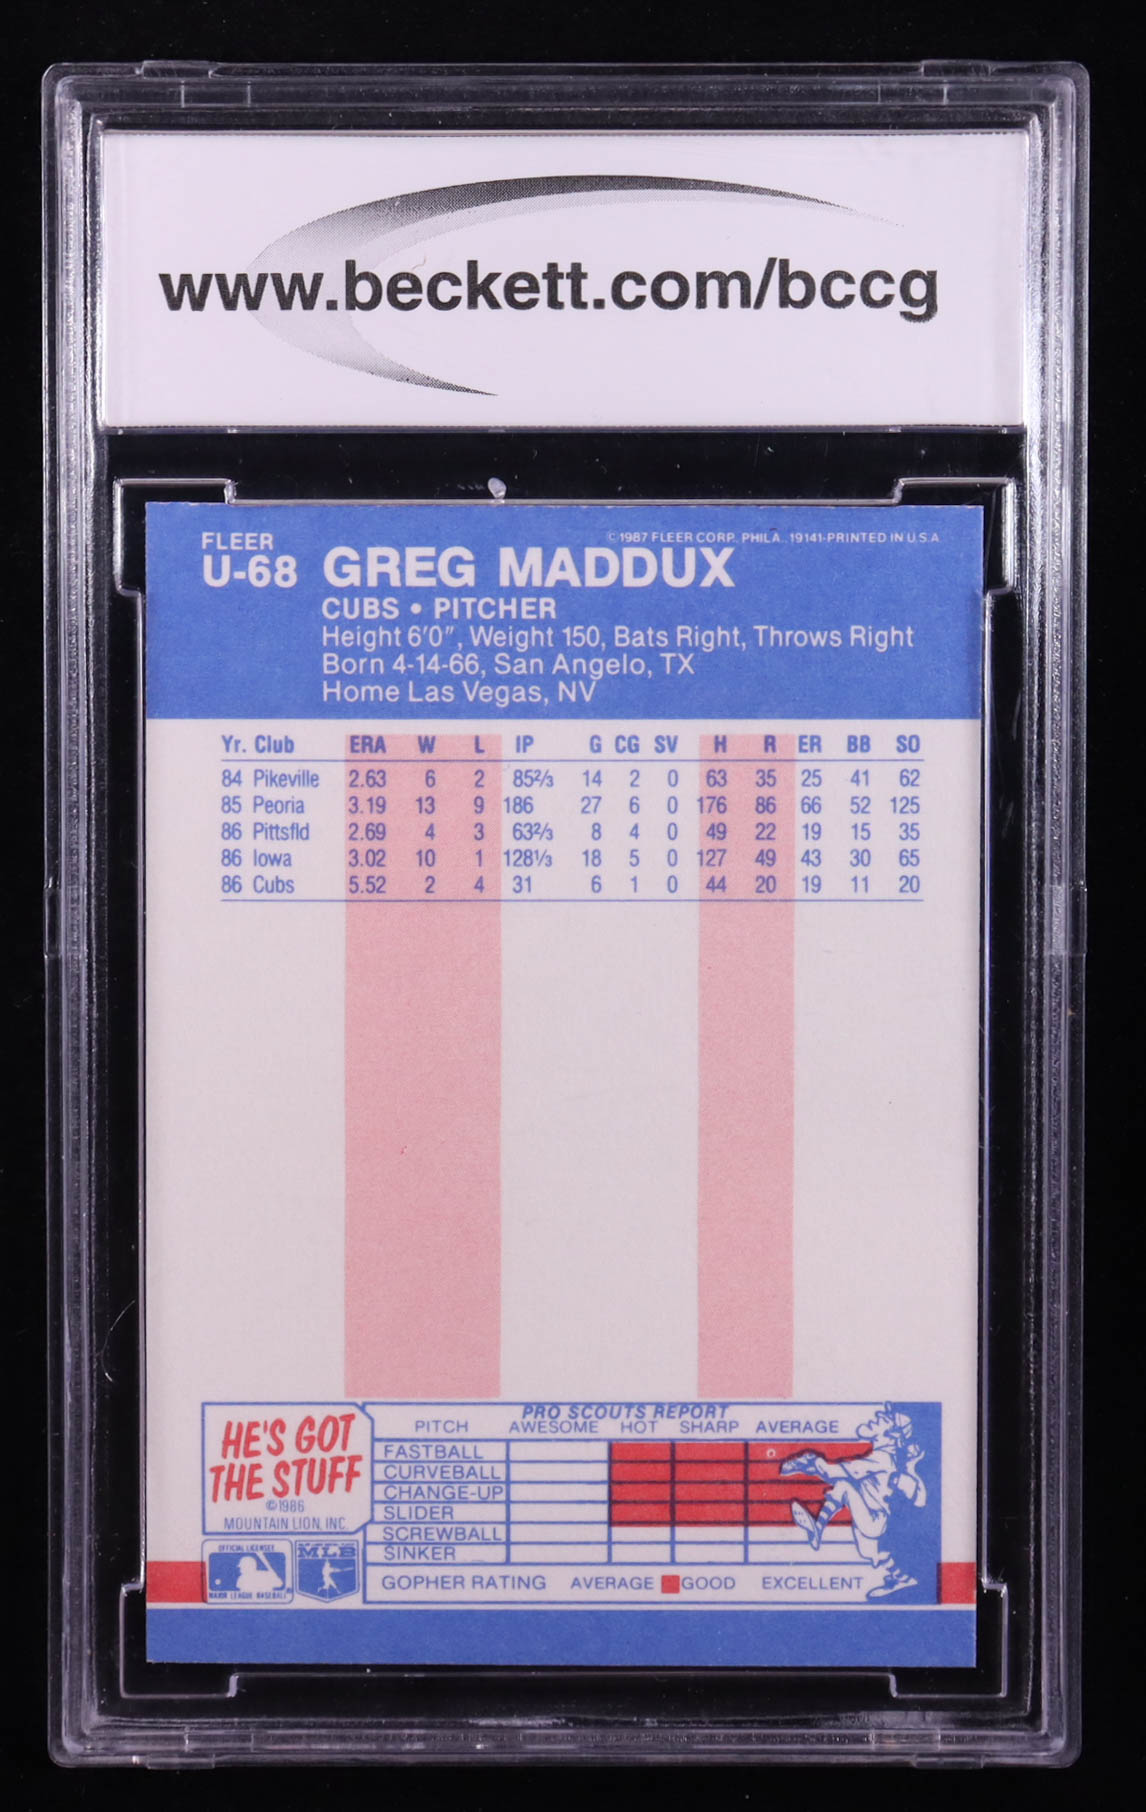 www.beckett.com/bccg
©1987 FLEER CORP. PHILA., 19141-PRINTED IN U.S.A
FLEER
U-68 GREG MADDUX
CUBS • PITCHER
Height 6'0", Weight 150, Bats Right, Throws Right
Born 4-14-66, San Angelo, TX
Home Las Vegas, NV
Yr. Club ERA W L IP G CG SV H R ER BB SO
84 Pikeville 2.63 6 2 85⅔ 14 2 0 63 35 25 41 62
85 Peoria 3.19 13 9 186 27 6 0 176 86 66 52 125
86 Pittsfld 2.69 4 3 63⅔ 8 4 0 49 22 19 15 35
86 Iowa 3.02 10 1 128⅓ 18 5 0 127 49 43 30 65
86 Cubs 5.52 2 4 31 6 1 0 44 20 19 11 20
HE'S GOT
THE STUFF
©1986
MOUNTAIN LION, INC.
PRO SCOUTS REPORT
PITCH AWESOME HOT SHARP AVERAGE
FASTBALL
CURVEBALL
CHANGE-UP
SLIDER
SCREWBALL
SINKER
GOPHER RATING AVERAGE GOOD EXCELLENT
OFFICIAL LICENSEE
MAJOR LEAGUE BASEBALL
MLB